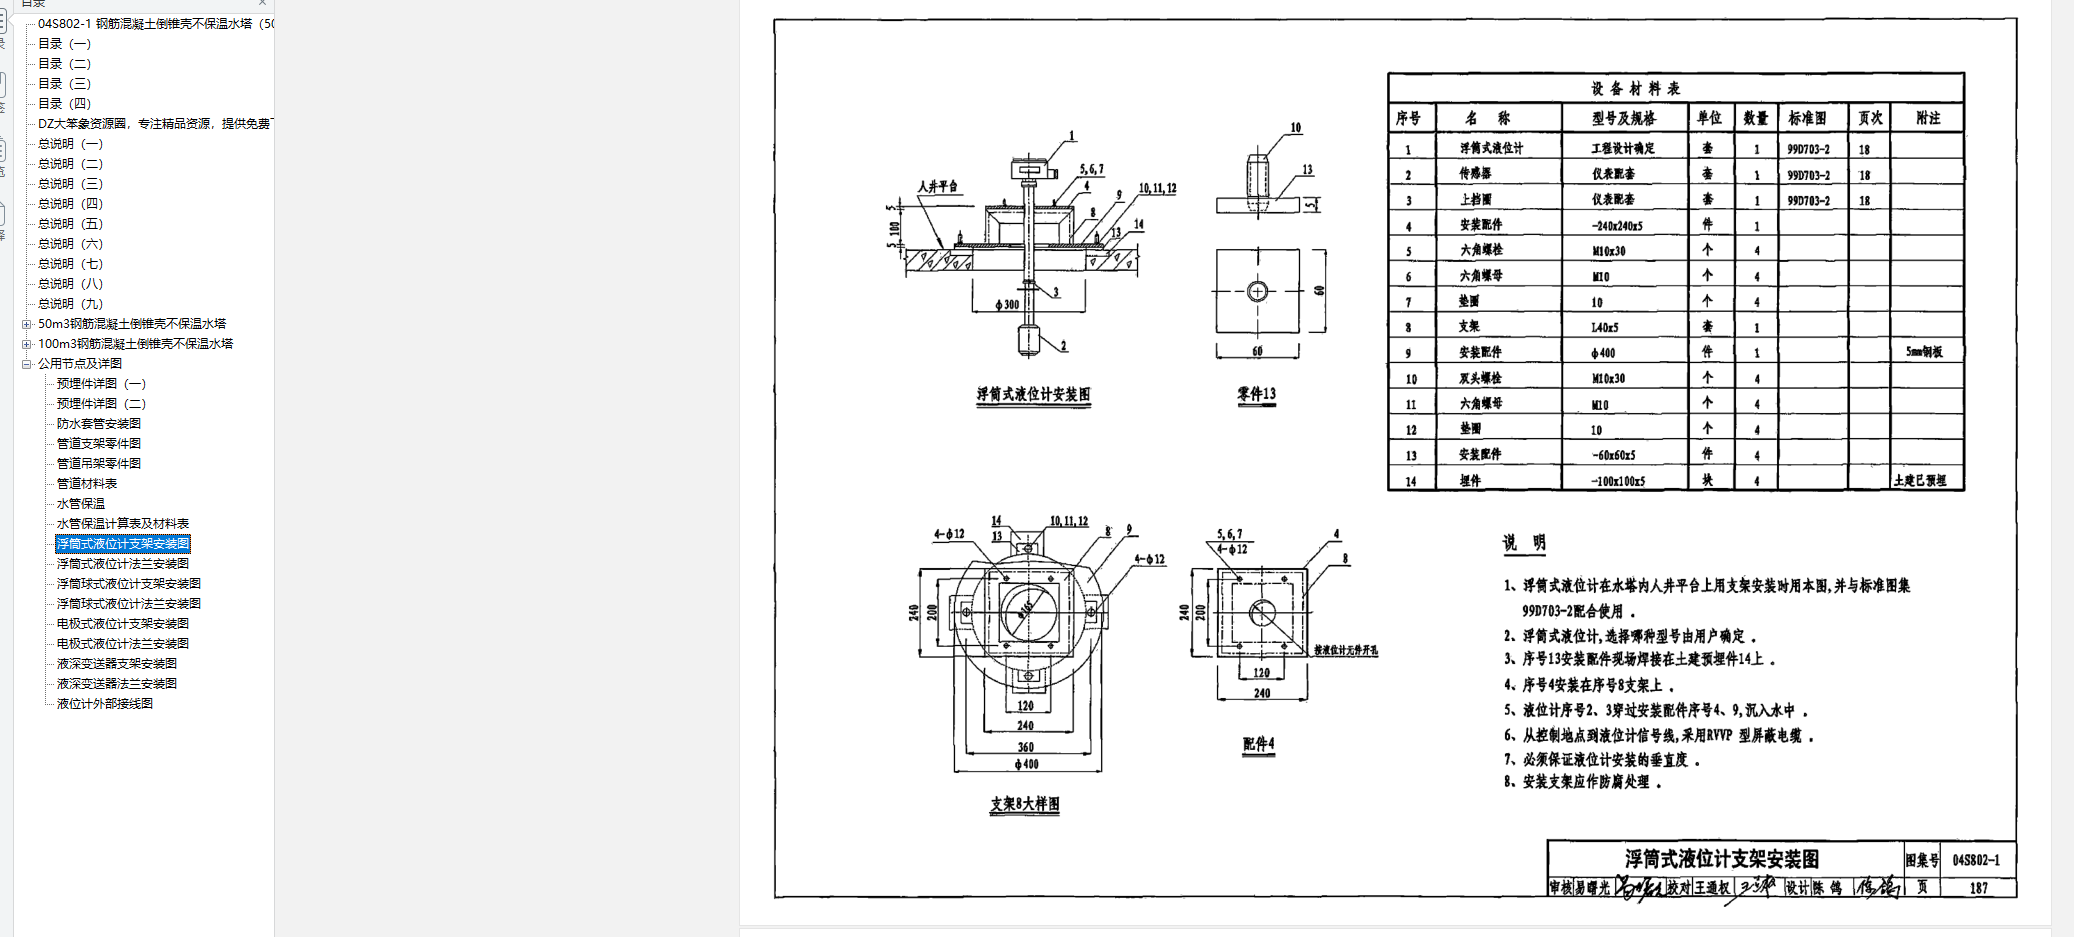 目录
04S802-1 钢筋混凝土倒锥壳不保温水塔（50
目录（一）
目录（二）
目录（三）
目录（四）
DZ大笨象资源圈，专注精品资源，提供免费下
总说明（一）
总说明（二）
总说明（三）
总说明（四）
总说明（五）
总说明（六）
总说明（七）
总说明（八）
总说明（九）
50m3钢筋混凝土倒锥壳不保温水塔
100m3钢筋混凝土倒锥壳不保温水塔
公用节点及详图
预埋件详图（一）
预埋件详图（二）
防水套管安装图
管道支架零件图
管道吊架零件图
管道材料表
水管保温
水管保温计算表及材料表
浮筒式液位计支架安装图
浮筒式液位计法兰安装图
浮筒球式液位计支架安装图
浮筒球式液位计法兰安装图
电极式液位计支架安装图
电极式液位计法兰安装图
液深变送器支架安装图
液深变送器法兰安装图
液位计外部接线图
1
5,6,7
4
9
10,11,12
8
14
13
人井平台
5
100
5
3
φ300
2
浮筒式液位计安装图
10
13
5
60
60
零件13
设备材料表
序号 名 称 型号及规格 单位 数量 标准图 页次 附注
1 浮筒式液位计 工程设计确定 套 1 99D703-2 18
2 传感器 仪表配套 套 1 99D703-2 18
3 上挡圈 仪表配套 套 1 99D703-2 18
4 安装配件 -240x240x5 件 1
5 六角螺栓 M10x30 个 4
6 六角螺母 M10 个 4
7 垫圈 10 个 4
8 支架 L40x5 套 1
9 安装配件 φ400 件 1 5mm钢板
10 双头螺栓 M10x30 个 4
11 六角螺母 M10 个 4
12 垫圈 10 个 4
13 安装配件 -60x60x5 件 4
14 埋件 -100x100x5 块 4 土建已预埋
14
10,11,12
13
8
9
4-φ12
4-φ12
240
200
φ165
120
240
360
φ400
支架8大样图
5,6,7
4-φ12
4
8
240
200
按液位计元件开孔
120
240
配件4
说 明
1、浮筒式液位计在水塔内人井平台上用支架安装时用本图,并与标准图集
99D703-2配合使用 。
2、浮筒式液位计,选择哪种型号由用户确定 。
3、序号13安装配件现场焊接在土建预埋件14上 。
4、序号4安装在序号8支架上 。
5、液位计序号2、3穿过安装配件序号4、9,沉入水中 。
6、从控制地点到液位计信号线,采用RVVP 型屏蔽电缆 。
7、必须保证液位计安装的垂直度 。
8、安装支架应作防腐处理 。
浮筒式液位计支架安装图 图集号 04S802-1
审核 易曙光 校对 王通权 设计 陈 鸽 页 187